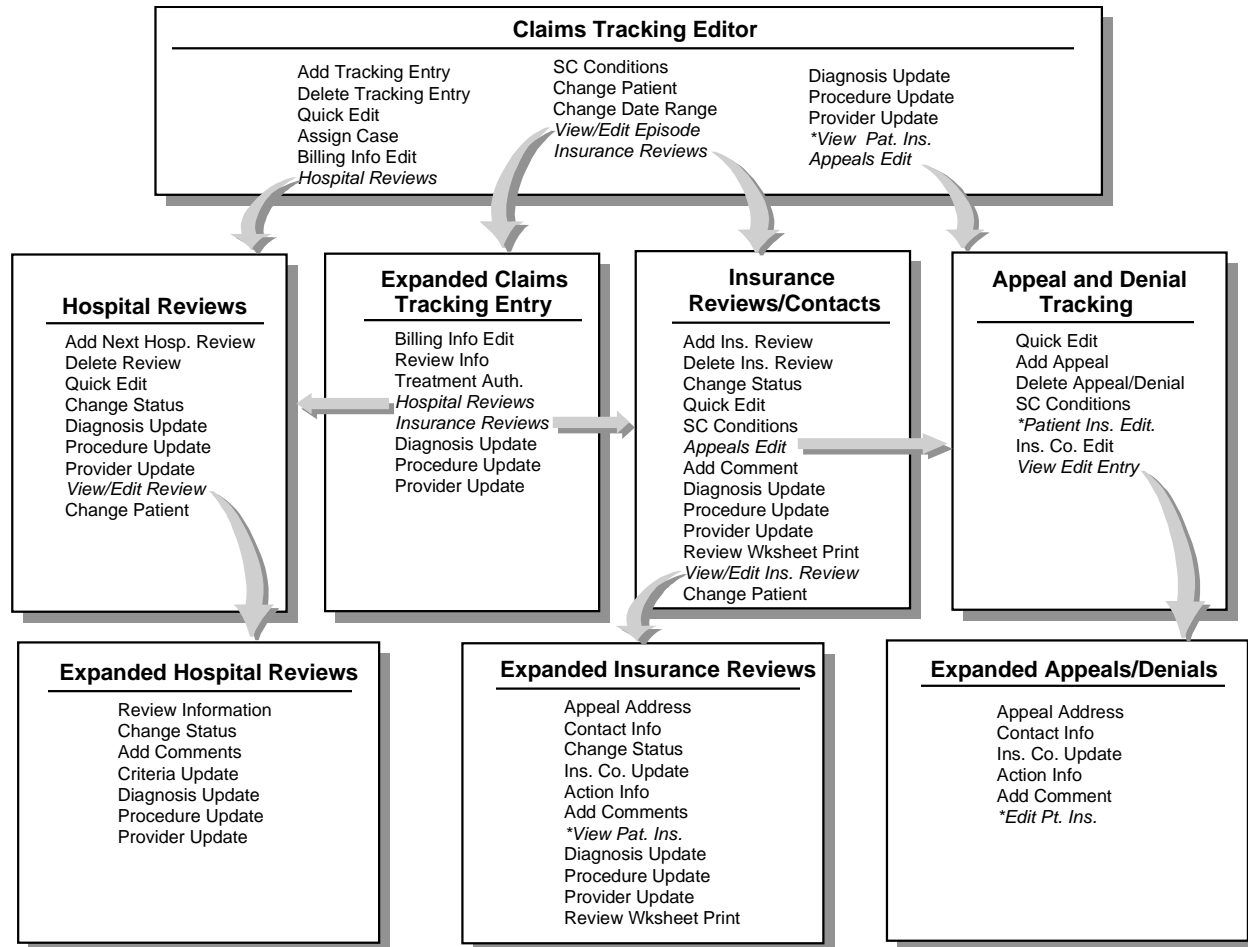 Claims Tracking Editor
Add Tracking Entry
Delete Tracking Entry
Quick Edit
Assign Case
Billing Info Edit
Hospital Reviews
SC Conditions
Change Patient
Change Date Range
View/Edit Episode
Insurance Reviews
Diagnosis Update
Procedure Update
Provider Update
*View Pat. Ins.
Appeals Edit
Hospital Reviews
Add Next Hosp. Review
Delete Review
Quick Edit
Change Status
Diagnosis Update
Procedure Update
Provider Update
View/Edit Review
Change Patient
Expanded Claims
Tracking Entry
Billing Info Edit
Review Info
Treatment Auth.
Hospital Reviews
Insurance Reviews
Diagnosis Update
Procedure Update
Provider Update
Insurance
Reviews/Contacts
Add Ins. Review
Delete Ins. Review
Change Status
Quick Edit
SC Conditions
Appeals Edit
Add Comment
Diagnosis Update
Procedure Update
Provider Update
Review Wksheet Print
View/Edit Ins. Review
Change Patient
Appeal and Denial
Tracking
Quick Edit
Add Appeal
Delete Appeal/Denial
SC Conditions
*Patient Ins. Edit.
Ins. Co. Edit
View Edit Entry
Expanded Hospital Reviews
Review Information
Change Status
Add Comments
Criteria Update
Diagnosis Update
Procedure Update
Provider Update
Expanded Insurance Reviews
Appeal Address
Contact Info
Change Status
Ins. Co. Update
Action Info
Add Comments
*View Pat. Ins.
Diagnosis Update
Procedure Update
Provider Update
Review Wksheet Print
Expanded Appeals/Denials
Appeal Address
Contact Info
Ins. Co. Update
Action Info
Add Comment
*Edit Pt. Ins.